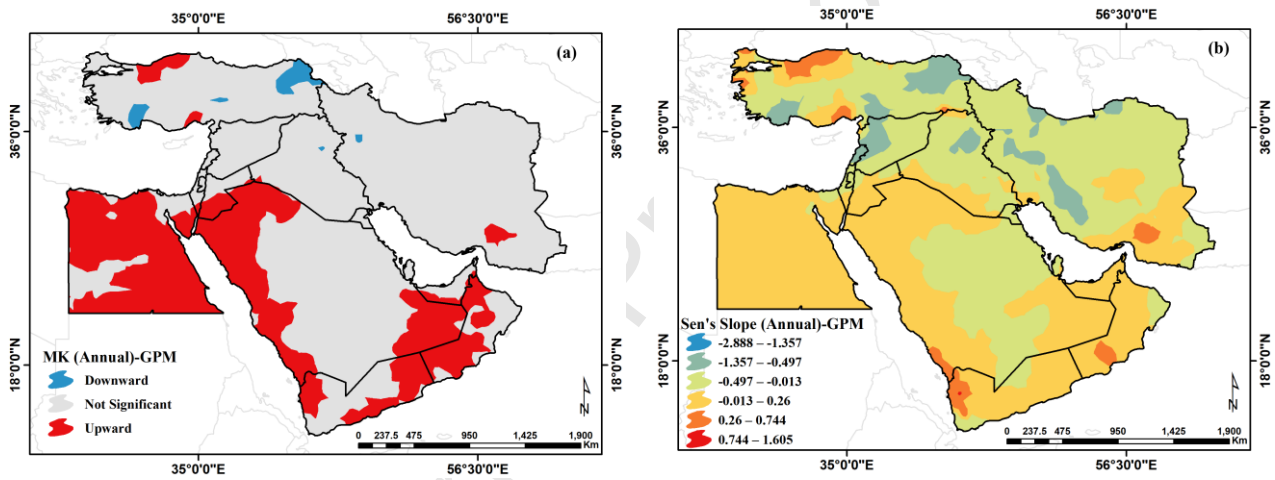 35°0'0"E
56°30'0"E
(a)
36°0'0"N
36°0'0"N
18°0'0"N
18°0'0"N
MK (Annual)-GPM
Downward
Not Significant
Upward
N
0 237.5 475 950 1,425 1,900
Km
35°0'0"E
56°30'0"E
35°0'0"E
56°30'0"E
(b)
36°0'0"N
36°0'0"N
18°0'0"N
18°0'0"N
Sen's Slope (Annual)-GPM
-2.888 – -1.357
-1.357 – -0.497
-0.497 – -0.013
-0.013 – 0.26
0.26 – 0.744
0.744 – 1.605
N
0 237.5 475 950 1,425 1,900
Km
35°0'0"E
56°30'0"E